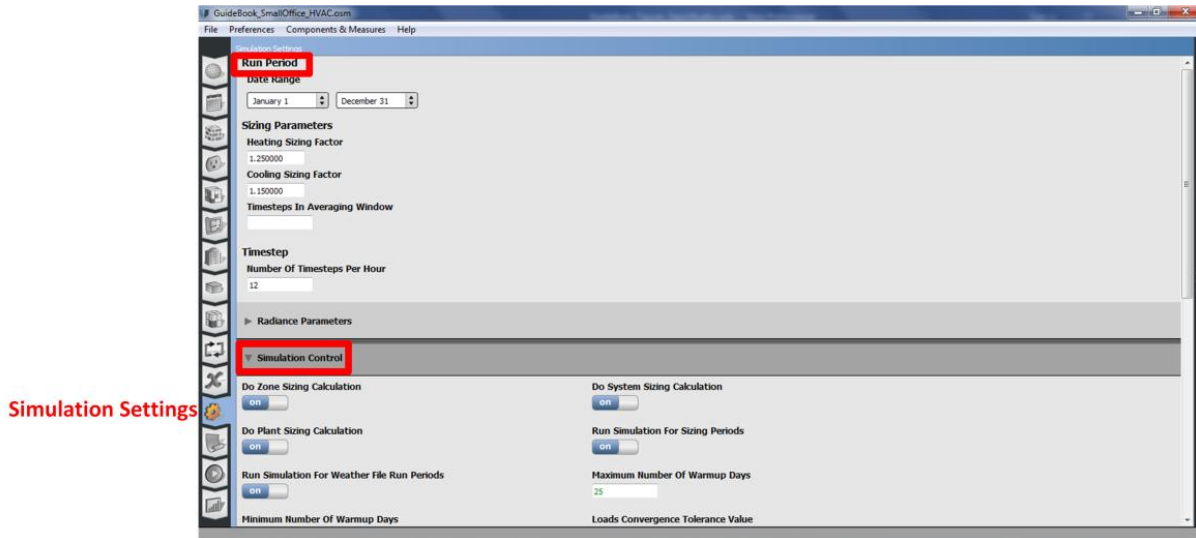 GuideBook_SmallOffice_HVAC.osm
File Preferences Components & Measures Help
Simulation Settings
Run Period
Date Range
January 1 December 31
Sizing Parameters
Heating Sizing Factor
1.250000
Cooling Sizing Factor
1.150000
Timesteps In Averaging Window
Timestep
Number Of Timesteps Per Hour
12
Radiance Parameters
Simulation Control
Do Zone Sizing Calculation Do System Sizing Calculation
on on
Simulation Settings
Do Plant Sizing Calculation Run Simulation For Sizing Periods
on on
Run Simulation For Weather File Run Periods Maximum Number Of Warmup Days
on 25
Minimum Number Of Warmup Days Loads Convergence Tolerance Value